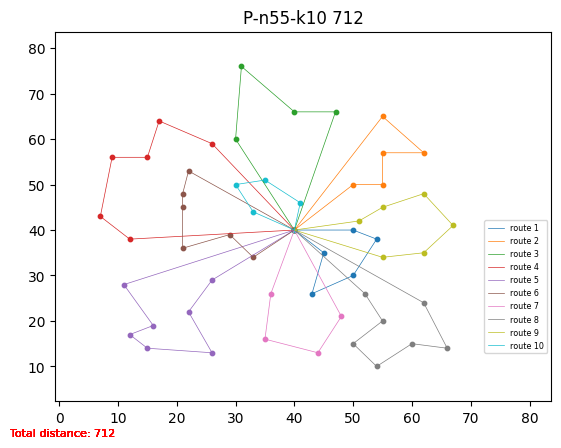 P-n55-k10 712
80
70
60
50
40
30
20
10
0 10 20 30 40 50 60 70 80
route 1
route 2
route 3
route 4
route 5
route 6
route 7
route 8
route 9
route 10
Total distance: 712